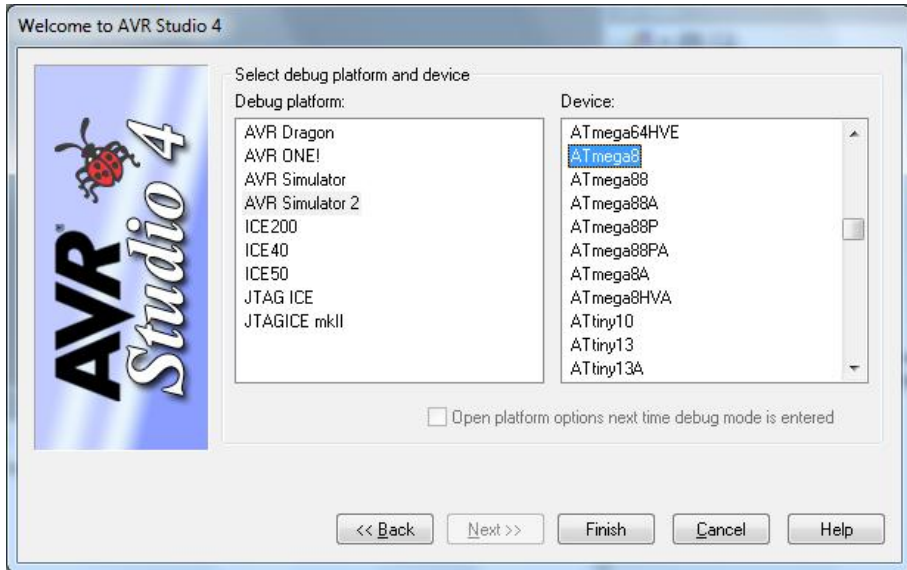 Welcome to AVR Studio 4
AVR® Studio 4
Select debug platform and device
Debug platform:
AVR Dragon
AVR ONE!
AVR Simulator
AVR Simulator 2
ICE200
ICE40
ICE50
JTAG ICE
JTAGICE mkII
Device:
ATmega64HVE
ATmega8
ATmega88
ATmega88A
ATmega88P
ATmega88PA
ATmega8A
ATmega8HVA
ATtiny10
ATtiny13
ATtiny13A
Open platform options next time debug mode is entered
<< Back
Next >>
Finish
Cancel
Help